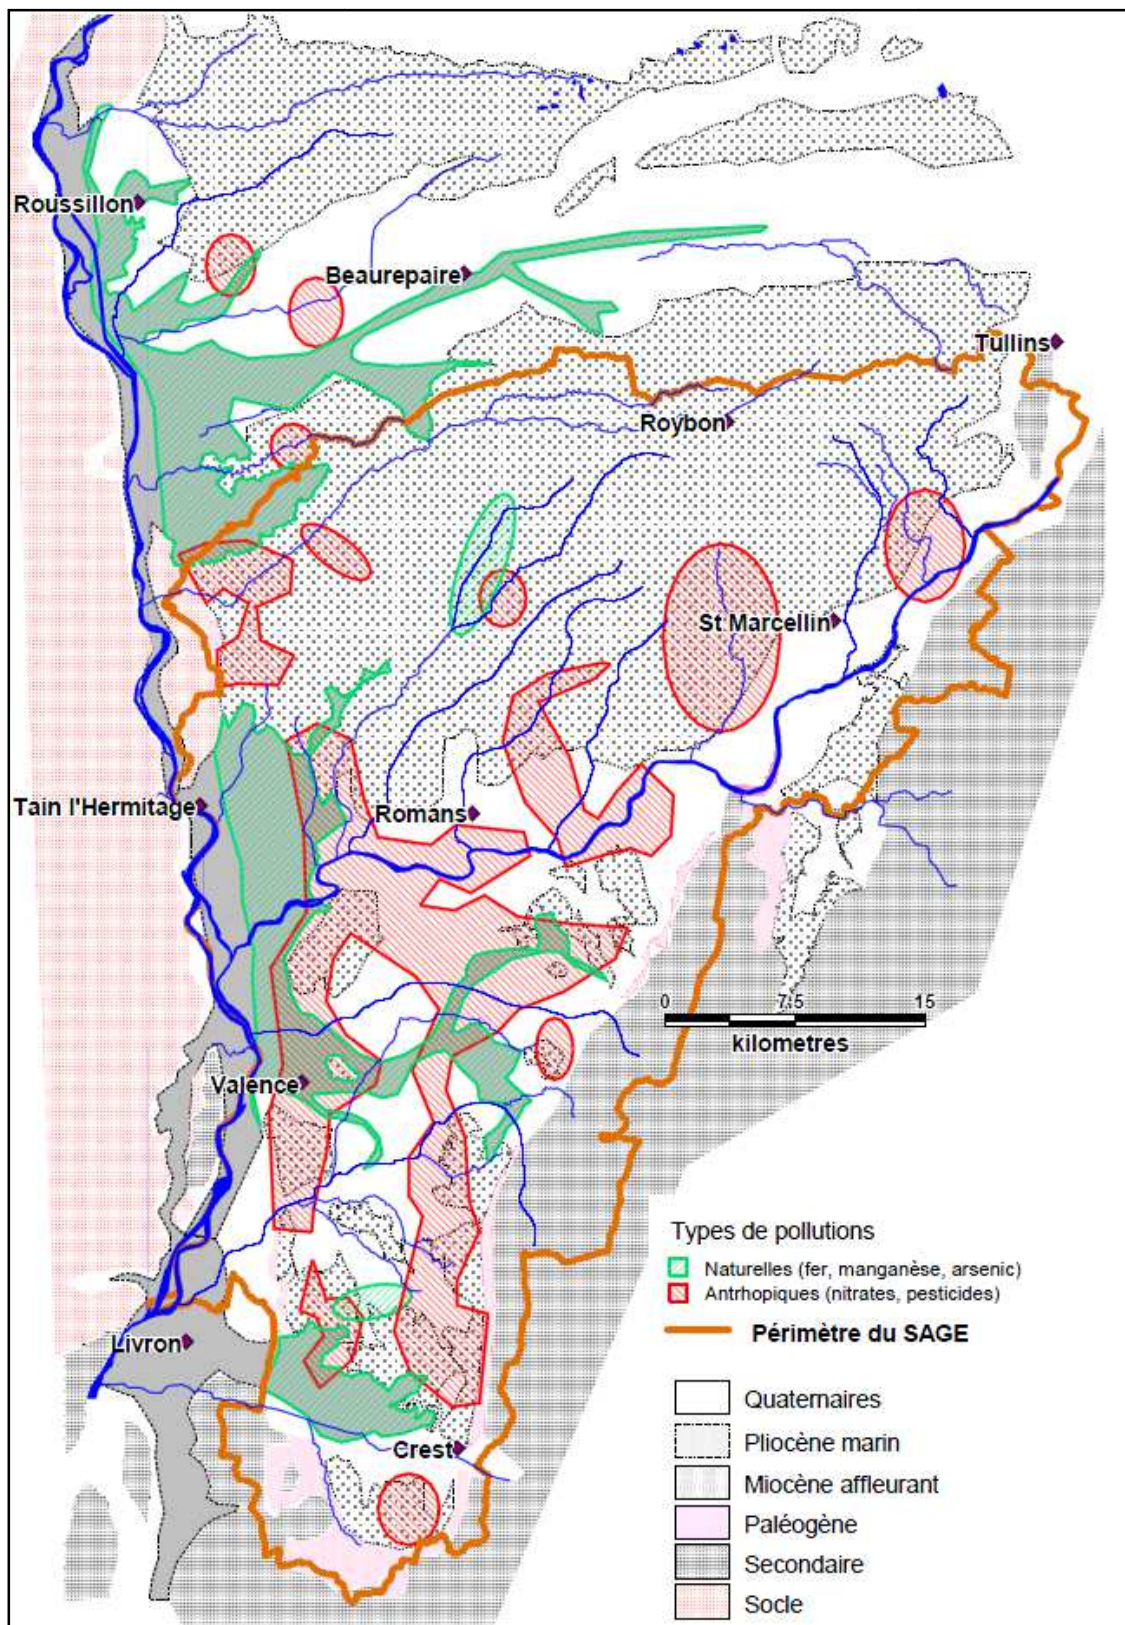 Roussillon
Beaurepaire
Tullins
Roybon
St Marcellin
Tain l'Hermitage
Romans
0 7.5 15
kilometres
Valence
Types de pollutions
Naturelles (fer, manganèse, arsenic)
Antrhopiques (nitrates, pesticides)
Périmètre du SAGE
Livron
Quaternaires
Pliocène marin
Crest
Miocène affleurant
Paléogène
Secondaire
Socle